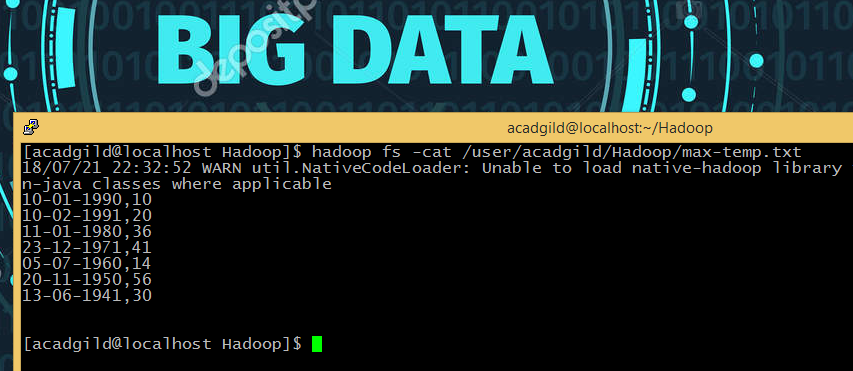 BIG DATA
acadgild@localhost:~/Hadoop
[acadgild@localhost Hadoop]$ hadoop fs -cat /user/acadgild/Hadoop/max-temp.txt
18/07/21 22:32:52 WARN util.NativeCodeLoader: Unable to load native-hadoop library
n-java classes where applicable
10-01-1990,10
10-02-1991,20
11-01-1980,36
23-12-1971,41
05-07-1960,14
20-11-1950,56
13-06-1941,30
[acadgild@localhost Hadoop]$